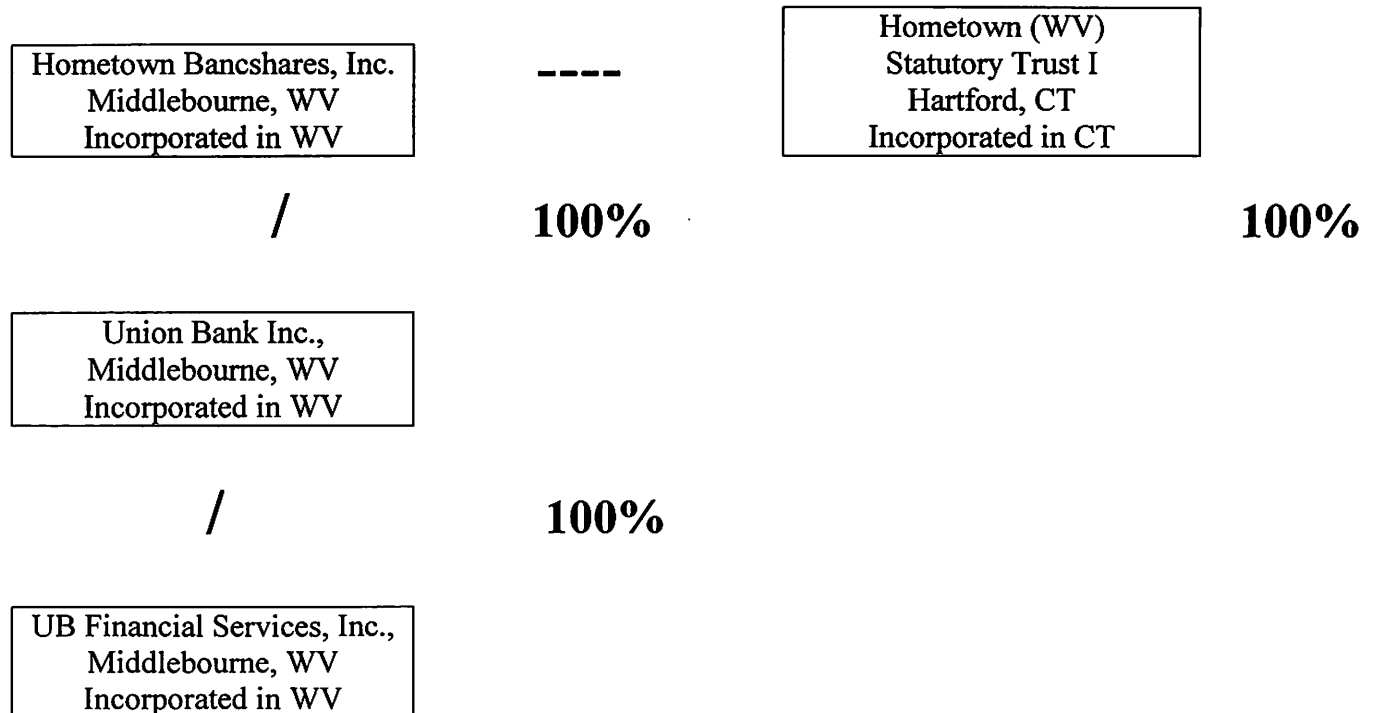 Hometown Bancshares, Inc.
Middlebourne, WV
Incorporated in WV
----
Hometown (WV)
Statutory Trust I
Hartford, CT
Incorporated in CT
/ 100% 100%
Union Bank Inc.,
Middlebourne, WV
Incorporated in WV
/ 100%
UB Financial Services, Inc.,
Middlebourne, WV
Incorporated in WV